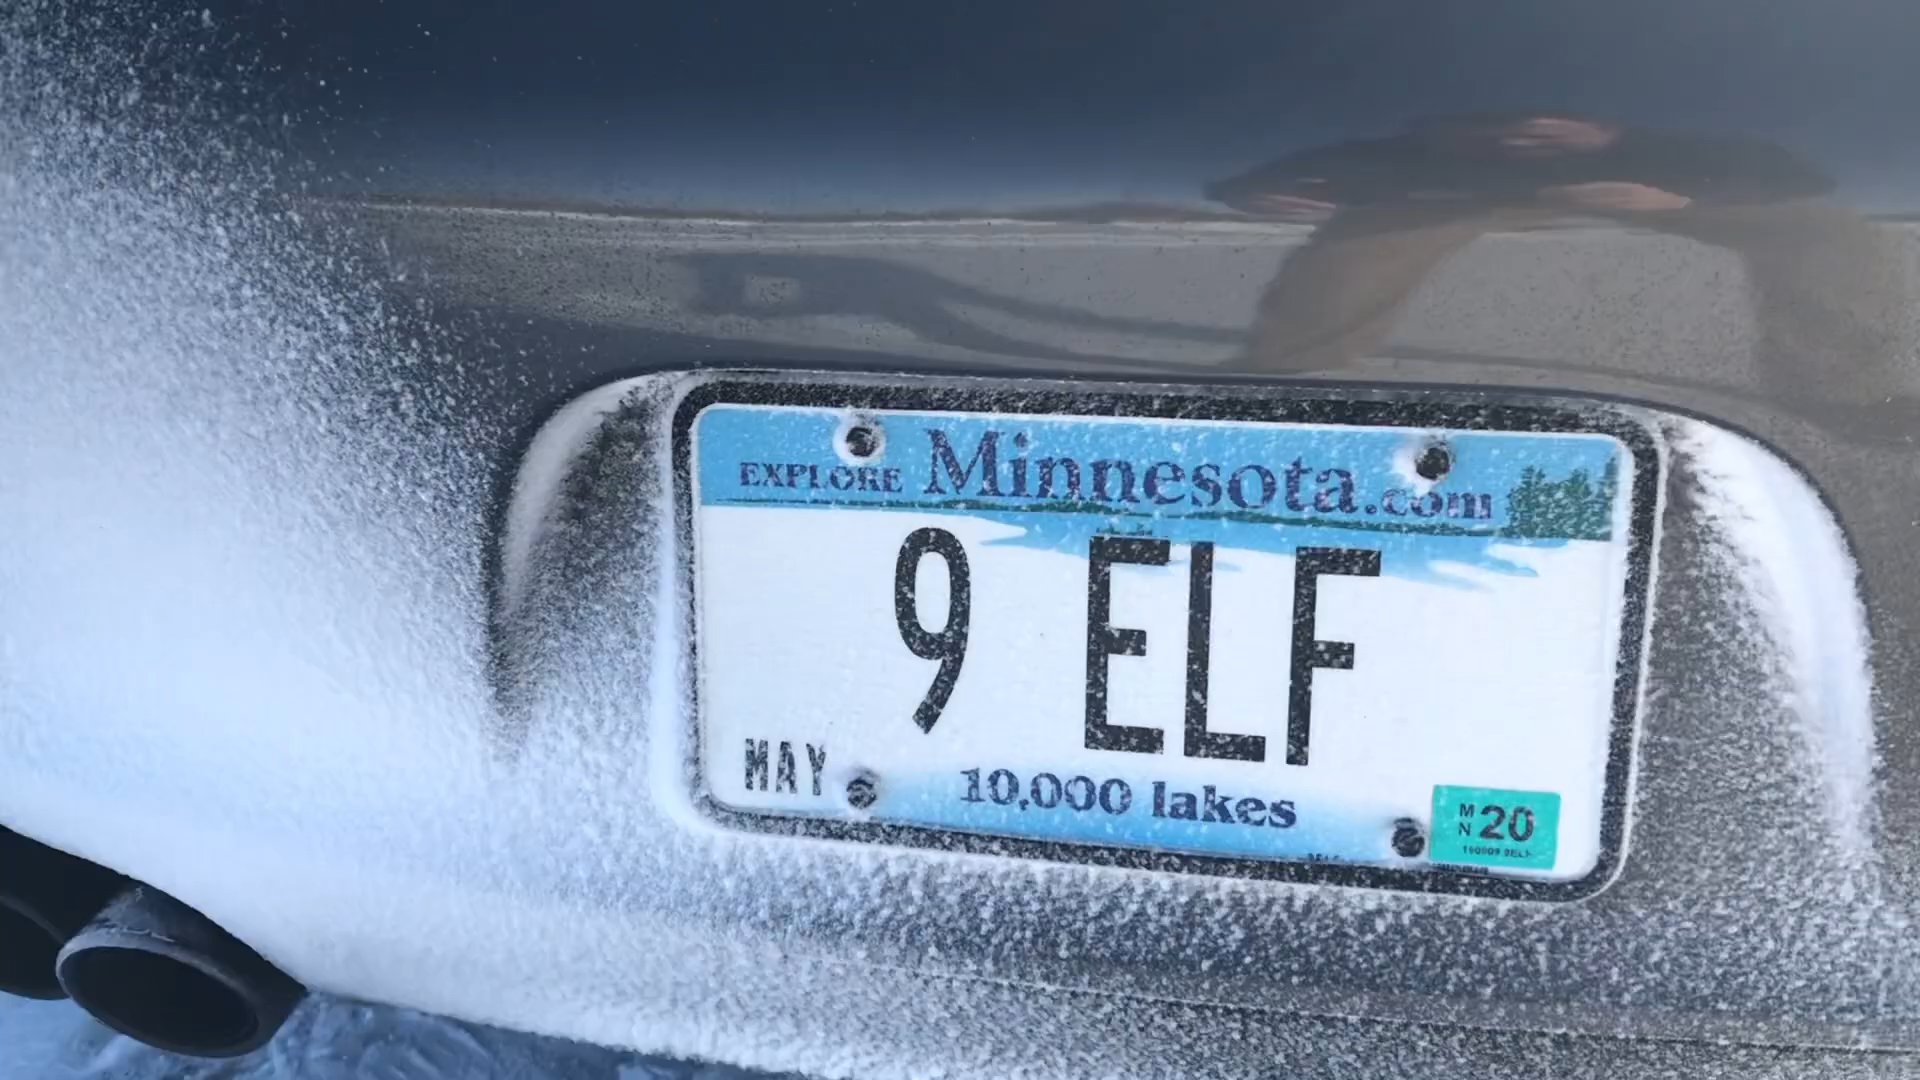 EXPLORE Minnesota.com
9 ELF
MAY
10,000 lakes
MN 20